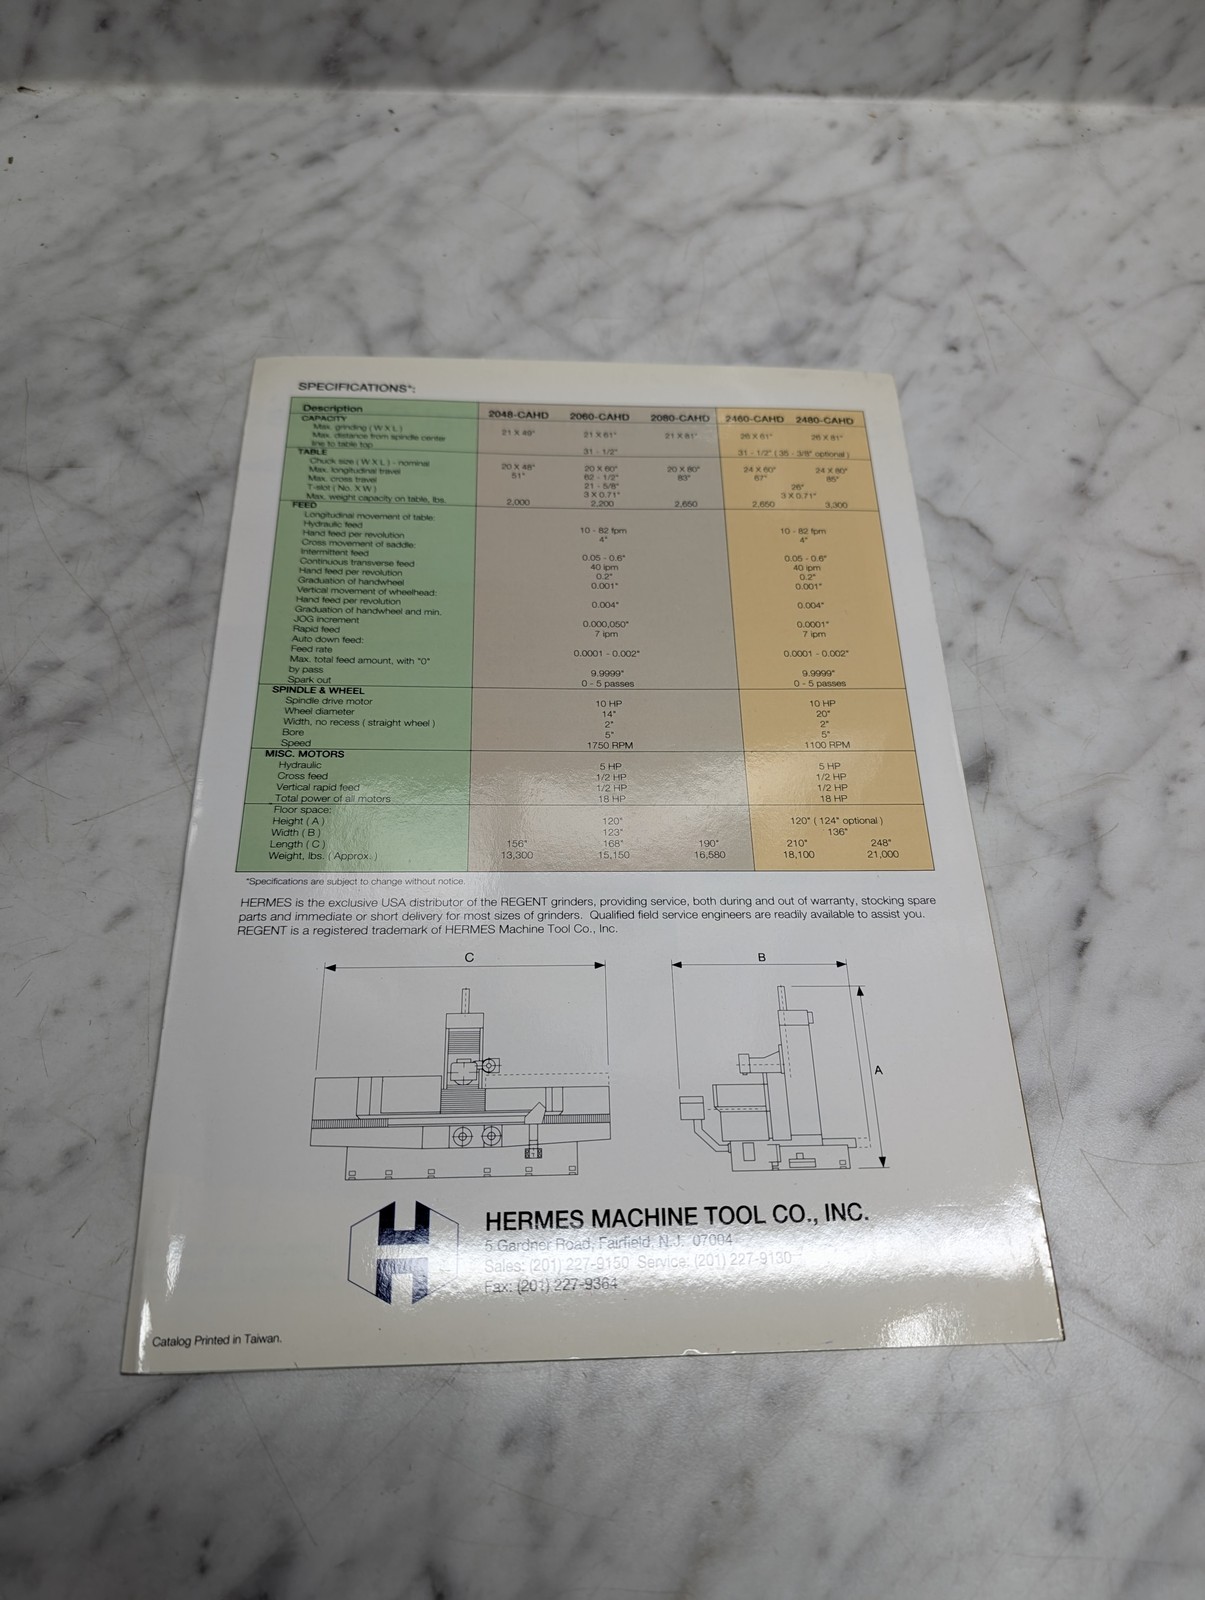 SPECIFICATIONS*:
Description 2048-CAHD 2060-CAHD 2080-CAHD 2460-CAHD 2480-CAHD
CAPACITY
Max. grinding ( W X L ) 21 X 49" 21 X 61" 21 X 81" 26 X 61" 26 X 81"
Max. distance from spindle center
line to table top 31 - 1/2" 31 - 1/2" ( 35 - 3/8" optional )
TABLE
Chuck size ( W X L ) - nominal 20 X 48" 20 X 60" 20 X 80" 24 X 60" 24 X 80"
Max. longitudinal travel 51" 62 - 1/2" 83" 67" 85"
Max. cross travel 21 - 5/8" 26"
T-slot ( No. X W ) 3 X 0.71" 3 X 0.71"
Max. weight capacity on table, lbs. 2,000 2,200 2,650 2,650 3,300
FEED
Longitudinal movement of table:
Hydraulic feed 10 - 82 fpm 10 - 82 fpm
Hand feed per revolution 4" 4"
Cross movement of saddle:
Intermittent feed 0.05 - 0.6" 0.05 - 0.6"
Continuous transverse feed 40 ipm 40 ipm
Hand feed per revolution 0.2" 0.2"
Graduation of handwheel 0.001" 0.001"
Vertical movement of wheelhead:
Hand feed per revolution 0.004" 0.004"
Graduation of handwheel and min.
JOG increment 0.000,050" 0.0001"
Rapid feed 7 ipm 7 ipm
Auto down feed:
Feed rate 0.0001 - 0.002" 0.0001 - 0.002"
Max. total feed amount, with "0"
by pass 9.9999" 9.9999"
Spark out 0 - 5 passes 0 - 5 passes
SPINDLE & WHEEL
Spindle drive motor 10 HP 10 HP
Wheel diameter 14" 20"
Width, no recess ( straight wheel ) 2" 2"
Bore 5" 5"
Speed 1750 RPM 1100 RPM
MISC. MOTORS
Hydraulic 5 HP 5 HP
Cross feed 1/2 HP 1/2 HP
Vertical rapid feed 1/2 HP 1/2 HP
Total power of all motors 18 HP 18 HP
Floor space:
Height ( A ) 120" 120" ( 124" optional )
Width ( B ) 123" 136"
Length ( C ) 156" 168" 190" 210" 248"
Weight, lbs. ( Approx. ) 13,300 15,150 16,580 18,100 21,000
*Specifications are subject to change without notice.
HERMES is the exclusive USA distributor of the REGENT grinders, providing service, both during and out of warranty, stocking spare
parts and immediate or short delivery for most sizes of grinders. Qualified field service engineers are readily available to assist you.
REGENT is a registered trademark of HERMES Machine Tool Co., Inc.
C
B
A
H
HERMES MACHINE TOOL CO., INC.
5 Gardner Road, Fairfield, N.J. 07004
Sales: (201) 227-9150 Service: (201) 227-9130
Fax: (201) 227-9364
Catalog Printed in Taiwan.